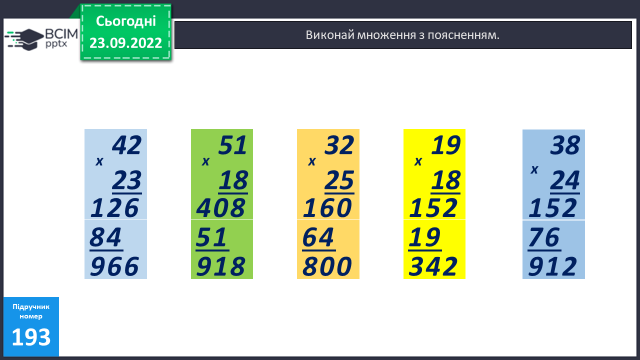 Сьогодні
23.09.2022
BCIM
pptx
Виконай множення з поясненням.
42
x
23
126
84
966
51
x
18
408
51
918
32
x
25
160
64
800
19
x
18
152
19
342
38
x
24
152
76
912
Підручник
номер
193